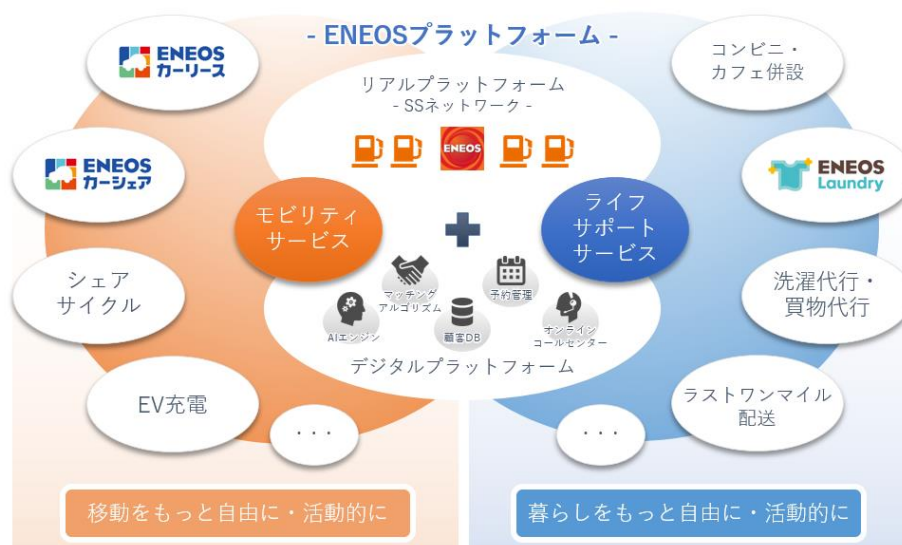 - ENEOSプラットフォーム -
リアルプラットフォーム
- SSネットワーク -
ENEOS
ENEOS
カーリース
ENEOS
カーシェア
シェア
サイクル
EV充電
・・・
モビリティ
サービス
ライフ
サポート
サービス
マッチング
アルゴリズム
予約管理
AIエンジン
顧客DB
オンライン
コールセンター
デジタルプラットフォーム
コンビニ・
カフェ併設
ENEOS
Laundry
洗濯代行・
買物代行
ラストワンマイル
配送
・・・
移動をもっと自由に・活動的に
暮らしをもっと自由に・活動的に